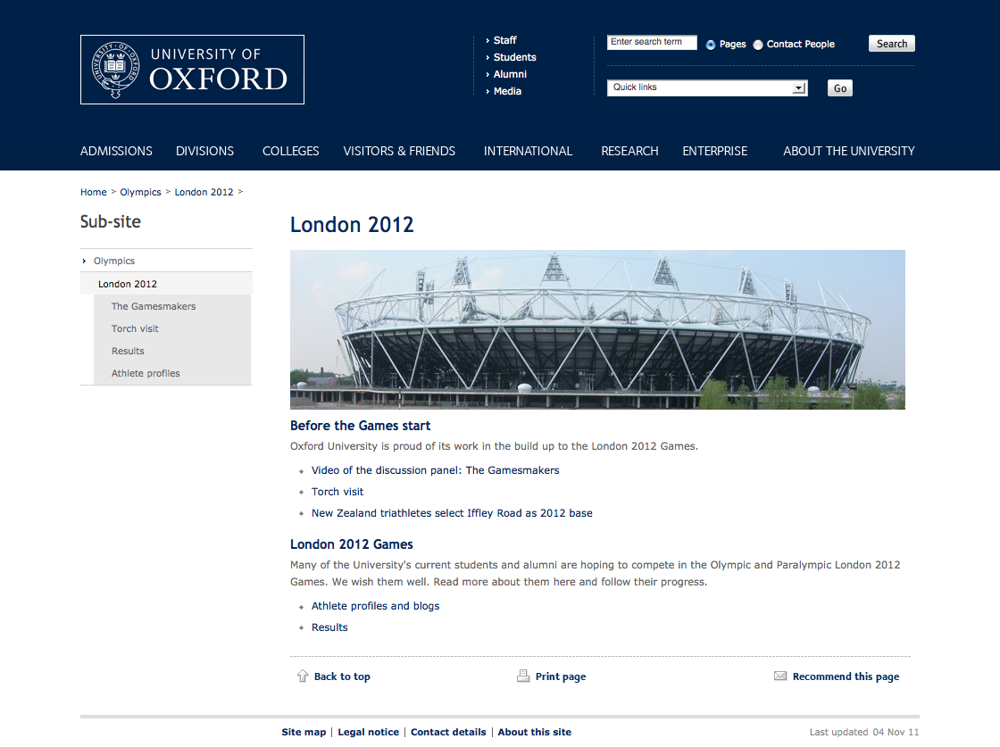 UNIVERSITY OF
OXFORD
Staff
Students
Alumni
Media
Enter search term
Pages
Contact People
Search
Quick links
Go
ADMISSIONS DIVISIONS COLLEGES VISITORS & FRIENDS INTERNATIONAL RESEARCH ENTERPRISE ABOUT THE UNIVERSITY
Home > Olympics > London 2012 >
Sub-site
Olympics
London 2012
The Gamesmakers
Torch visit
Results
Athlete profiles
London 2012
Before the Games start
Oxford University is proud of its work in the build up to the London 2012 Games.
Video of the discussion panel: The Gamesmakers
Torch visit
New Zealand triathletes select Iffley Road as 2012 base
London 2012 Games
Many of the University's current students and alumni are hoping to compete in the Olympic and Paralympic London 2012
Games. We wish them well. Read more about them here and follow their progress.
Athlete profiles and blogs
Results
Back to top
Print page
Recommend this page
Site map | Legal notice | Contact details | About this site
Last updated 04 Nov 11